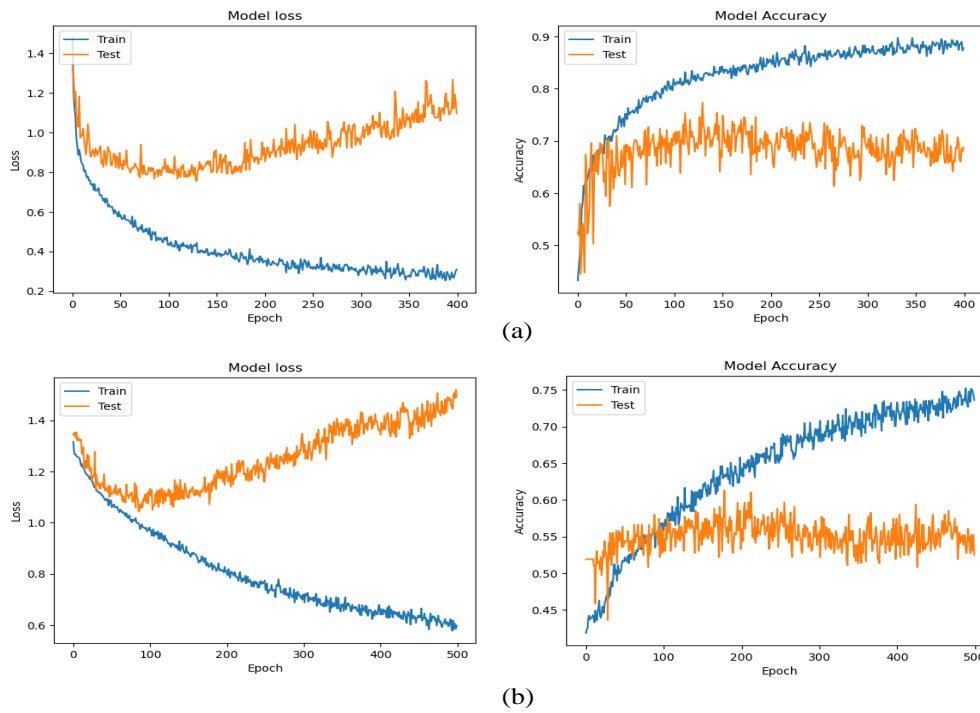 Model loss
Train
Test
1.4
1.2
1.0
0.8
0.6
0.4
0.2
Loss
0 50 100 150 200 250 300 350 400
Epoch
Model Accuracy
Train
Test
0.9
0.8
0.7
0.6
0.5
Accuracy
0 50 100 150 200 250 300 350 400
Epoch
(a)
Model loss
Train
Test
1.4
1.2
1.0
0.8
0.6
Loss
0 100 200 300 400 500
Epoch
Model Accuracy
Train
Test
0.75
0.70
0.65
0.60
0.55
0.45
Accuracy
0 100 200 300 400 500
Epoch
(b)